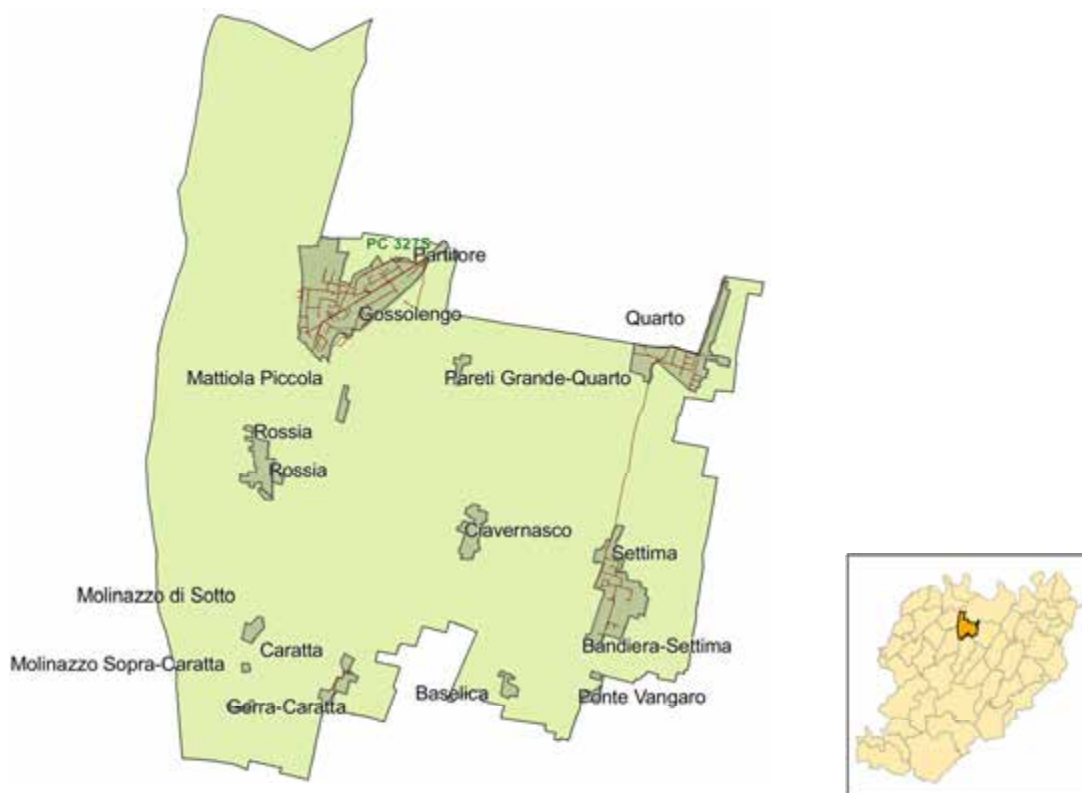 PC 3275
Partitore
Gossolengo
Quarto
Mattiola Piccola
Pareti Grande-Quarto
Rossia
Rossia
Ciavernasco
Settima
Molinazzo di Sotto
Caratta
Bandiera-Settima
Molinazzo Sopra-Caratta
Gerra-Caratta
Baselica
Ponte Vangaro